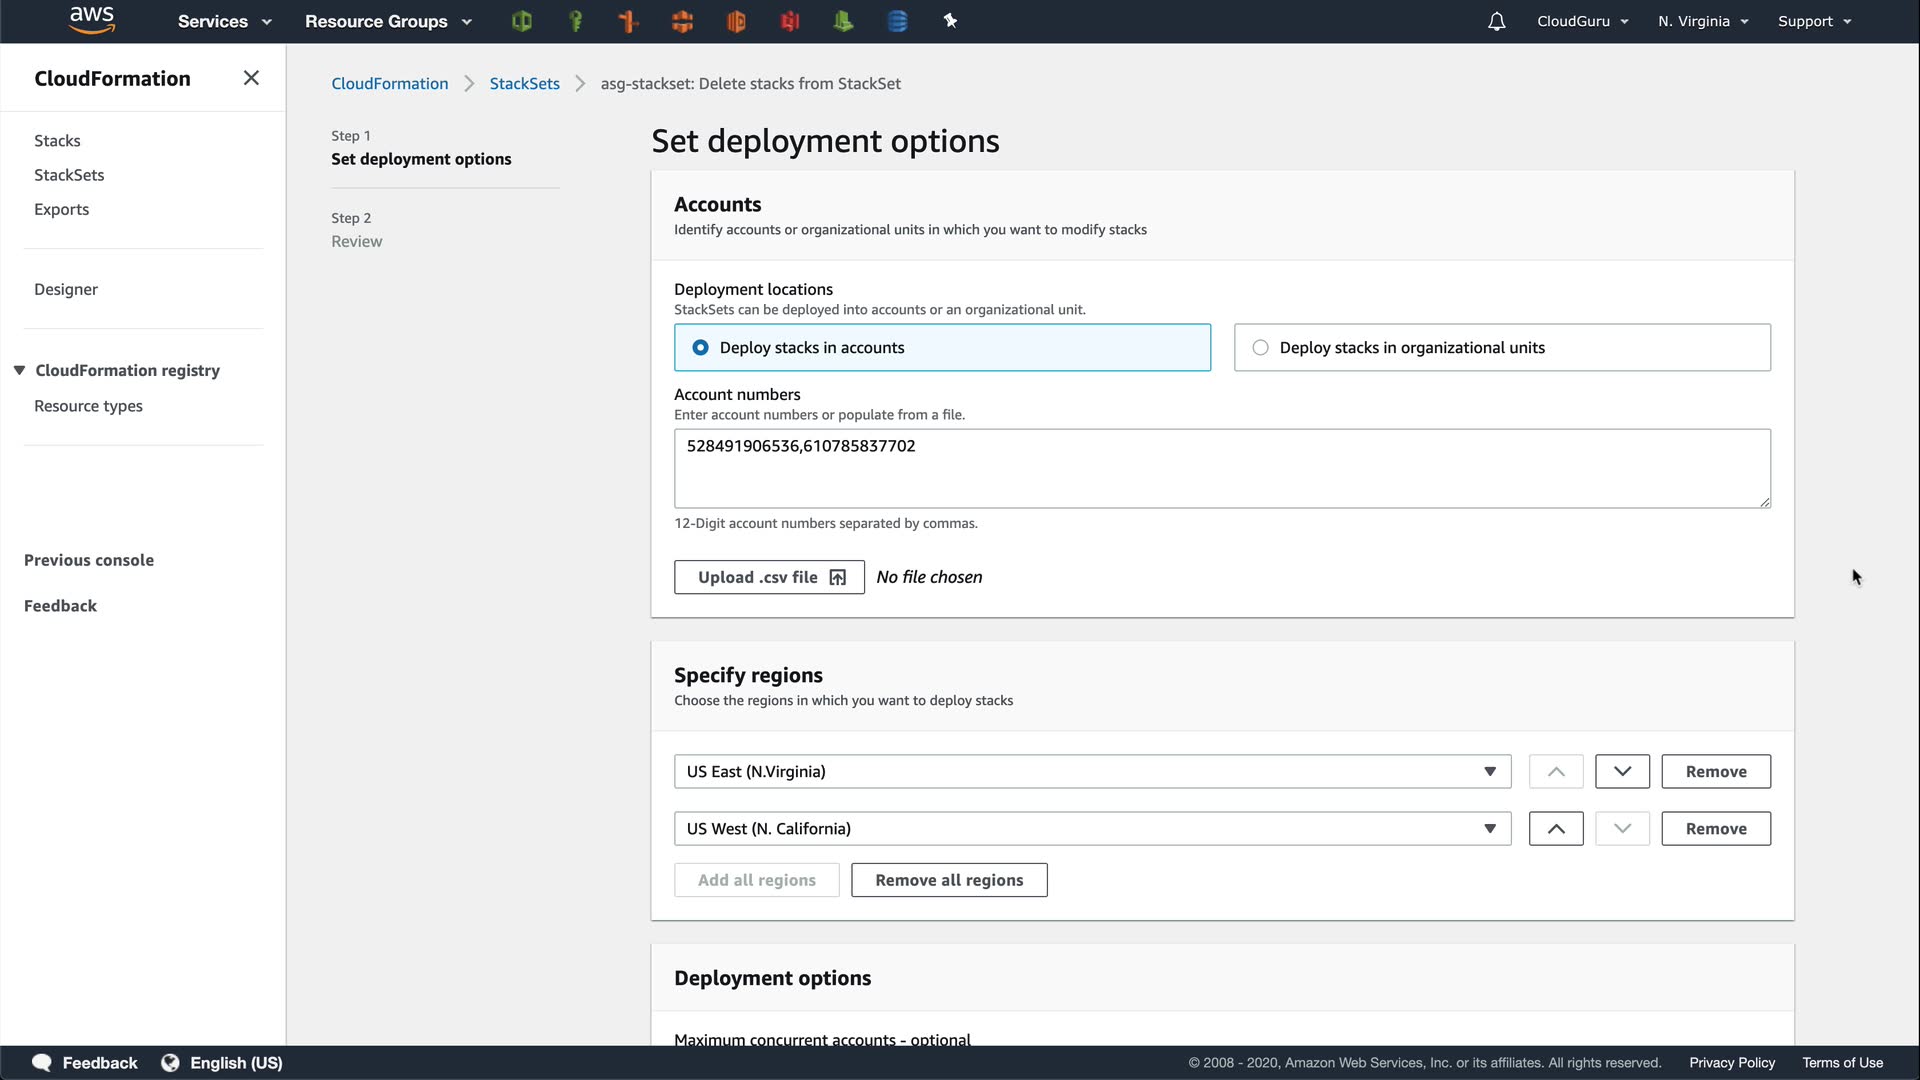 aws
Services
Resource Groups
CloudGuru
N. Virginia
Support
CloudFormation
Stacks
StackSets
Exports
Designer
CloudFormation registry
Resource types
Previous console
Feedback
CloudFormation
StackSets
asg-stackset: Delete stacks from StackSet
Step 1
Set deployment options
Step 2
Review
Set deployment options
Accounts
Identify accounts or organizational units in which you want to modify stacks
Deployment locations
StackSets can be deployed into accounts or an organizational unit.
Deploy stacks in accounts
Deploy stacks in organizational units
Account numbers
Enter account numbers or populate from a file.
528491906536,610785837702
12-Digit account numbers separated by commas.
Upload .csv file
No file chosen
Specify regions
Choose the regions in which you want to deploy stacks
US East (N.Virginia)
Remove
US West (N. California)
Remove
Add all regions
Remove all regions
Deployment options
Maximum concurrent accounts - optional
Feedback
English (US)
© 2008 - 2020, Amazon Web Services, Inc. or its affiliates. All rights reserved.
Privacy Policy
Terms of Use